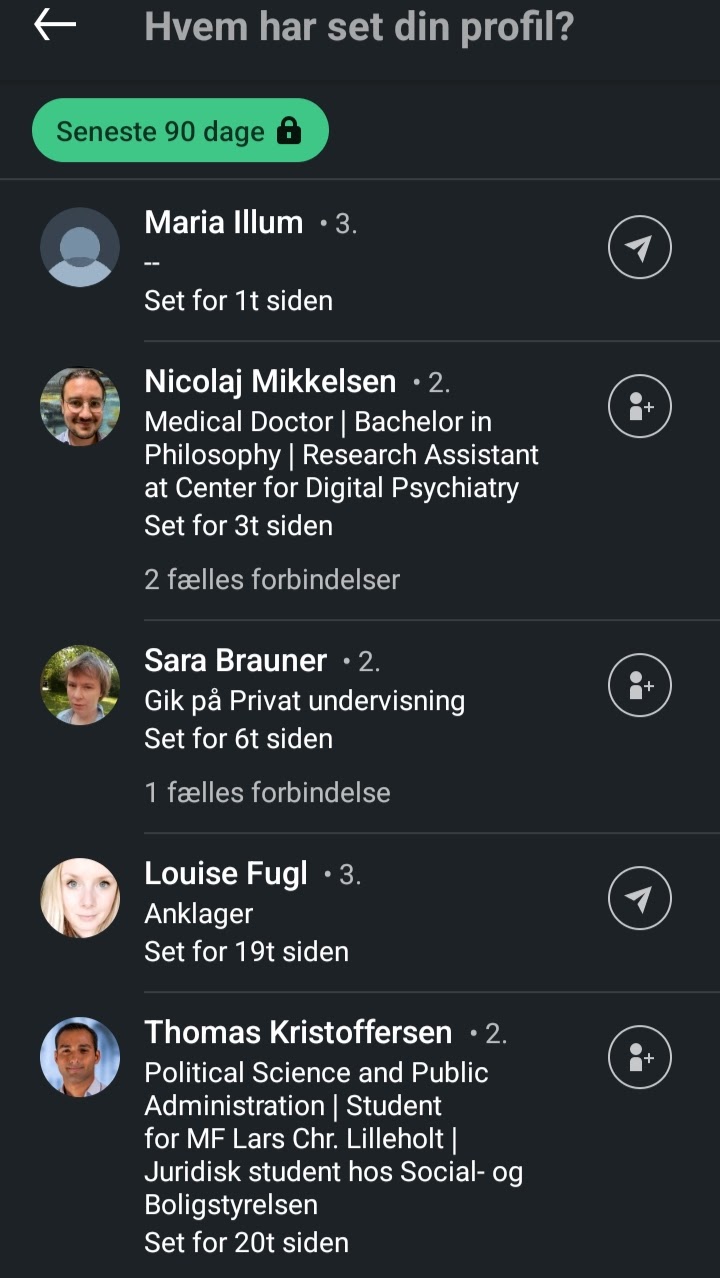 Hvem har set din profil?
Seneste 90 dage
Maria Illum • 3.
--
Set for 1t siden
Nicolaj Mikkelsen • 2.
Medical Doctor | Bachelor in
Philosophy | Research Assistant
at Center for Digital Psychiatry
Set for 3t siden
2 fælles forbindelser
Sara Brauner • 2.
Gik på Privat undervisning
Set for 6t siden
1 fælles forbindelse
Louise Fugl • 3.
Anklager
Set for 19t siden
Thomas Kristoffersen • 2.
Political Science and Public
Administration | Student
for MF Lars Chr. Lilleholt |
Juridisk student hos Social- og
Boligstyrelsen
Set for 20t siden